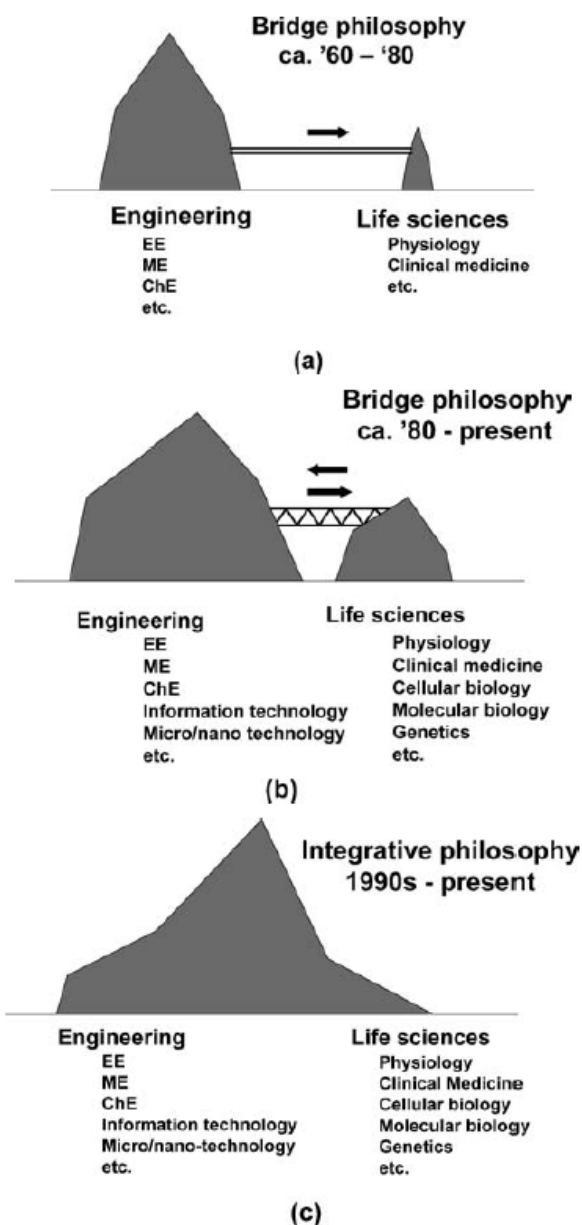 Bridge philosophy
ca. '60 – '80
Engineering
EE
ME
ChE
etc.
Life sciences
Physiology
Clinical medicine
etc.
(a)
Bridge philosophy
ca. '80 - present
Engineering
EE
ME
ChE
Information technology
Micro/nano technology
etc.
Life sciences
Physiology
Clinical medicine
Cellular biology
Molecular biology
Genetics
etc.
(b)
Integrative philosophy
1990s - present
Engineering
EE
ME
ChE
Information technology
Micro/nano-technology
etc.
Life sciences
Physiology
Clinical Medicine
Cellular biology
Molecular biology
Genetics
etc.
(c)